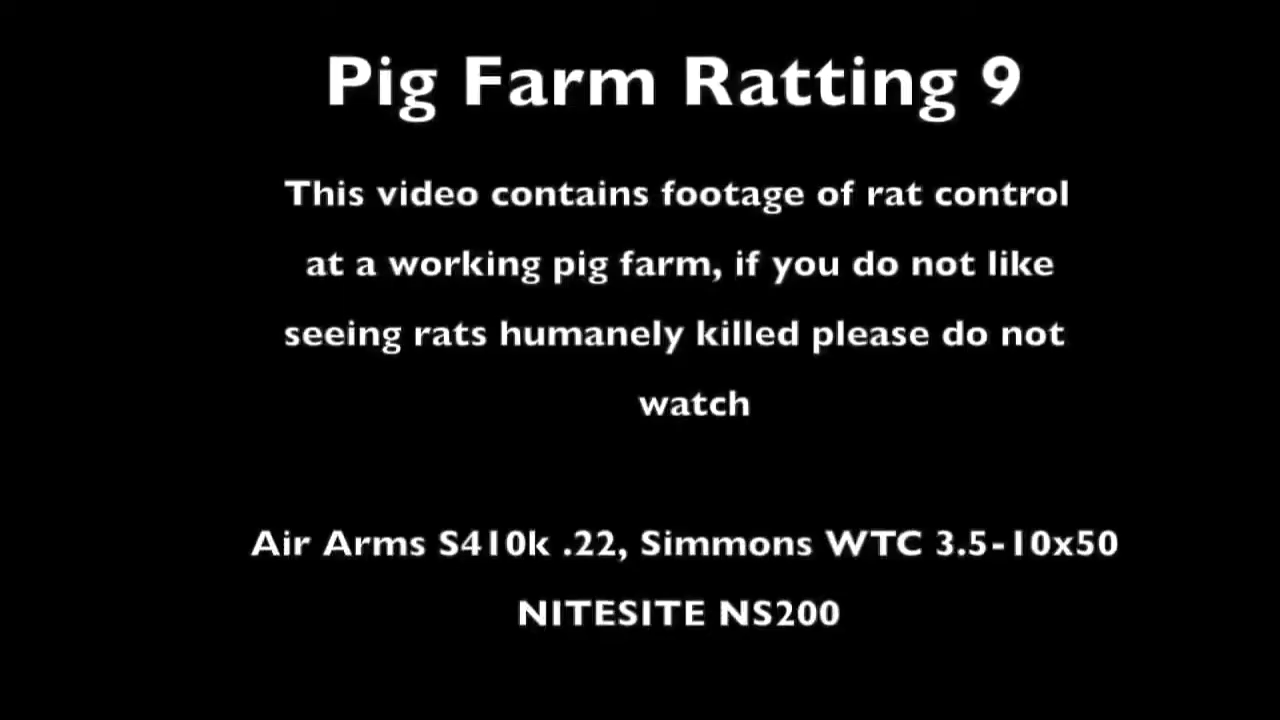 Pig Farm Ratting 9
This video contains footage of rat control
at a working pig farm, if you do not like
seeing rats humanely killed please do not
watch
Air Arms S410k .22, Simmons WTC 3.5-10x50
NITESITE NS200